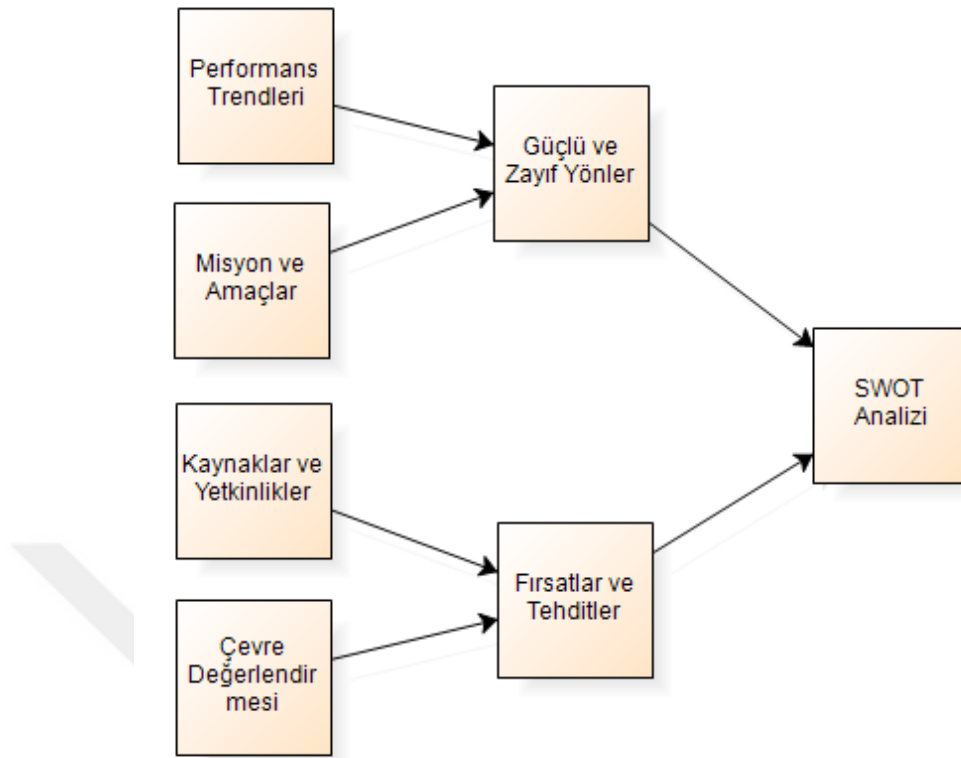 Performans
Trendleri
Güçlü ve
Zayıf Yönler
Misyon ve
Amaçlar
SWOT
Analizi
Kaynaklar ve
Yetkinlikler
Fırsatlar ve
Tehditler
Çevre
Değerlendir
mesi